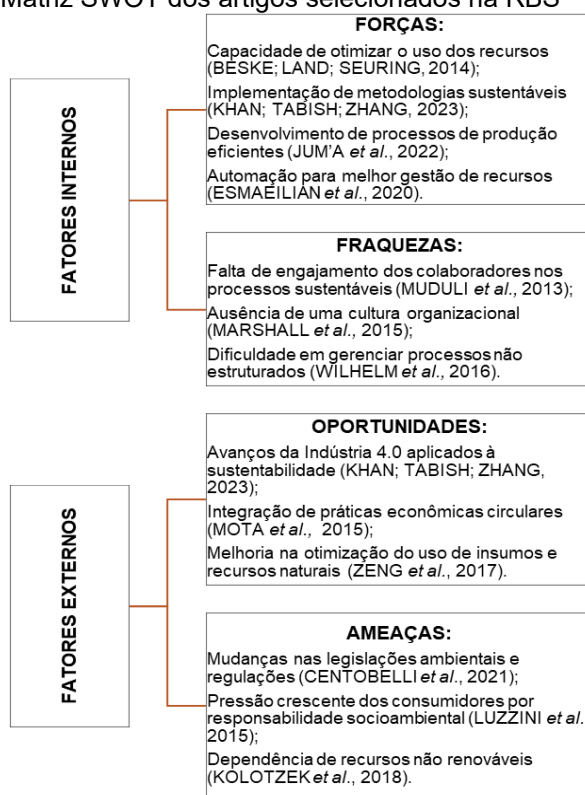 Matriz SWOT dos artigos selecionados na RBS
FATORES INTERNOS
FORÇAS:
Capacidade de otimizar o uso dos recursos
(BESKE; LAND; SEURING, 2014);
Implementação de metodologias sustentáveis
(KHAN; TABISH; ZHANG, 2023);
Desenvolvimento de processos de produção
eficientes (JUM'A et al., 2022);
Automação para melhor gestão de recursos
(ESMAEILIAN et al., 2020).
FRAQUEZAS:
Falta de engajamento dos colaboradores nos
processos sustentáveis (MUDULI et al., 2013);
Ausência de uma cultura organizacional
(MARSHALL et al., 2015);
Dificuldade em gerenciar processos não
estruturados (WILHELM et al., 2016).
FATORES EXTERNOS
OPORTUNIDADES:
Avanços da Indústria 4.0 aplicados à
sustentabilidade (KHAN; TABISH; ZHANG,
2023);
Integração de práticas econômicas circulares
(MOTA et al., 2015);
Melhoria na otimização do uso de insumos e
recursos naturais (ZENG et al., 2017).
AMEAÇAS:
Mudanças nas legislações ambientais e
regulações (CENTOBELLI et al., 2021);
Pressão crescente dos consumidores por
responsabilidade socioambiental (LUZZINI et al.
2015);
Dependência de recursos não renováveis
(KOLOTZEK et al., 2018).